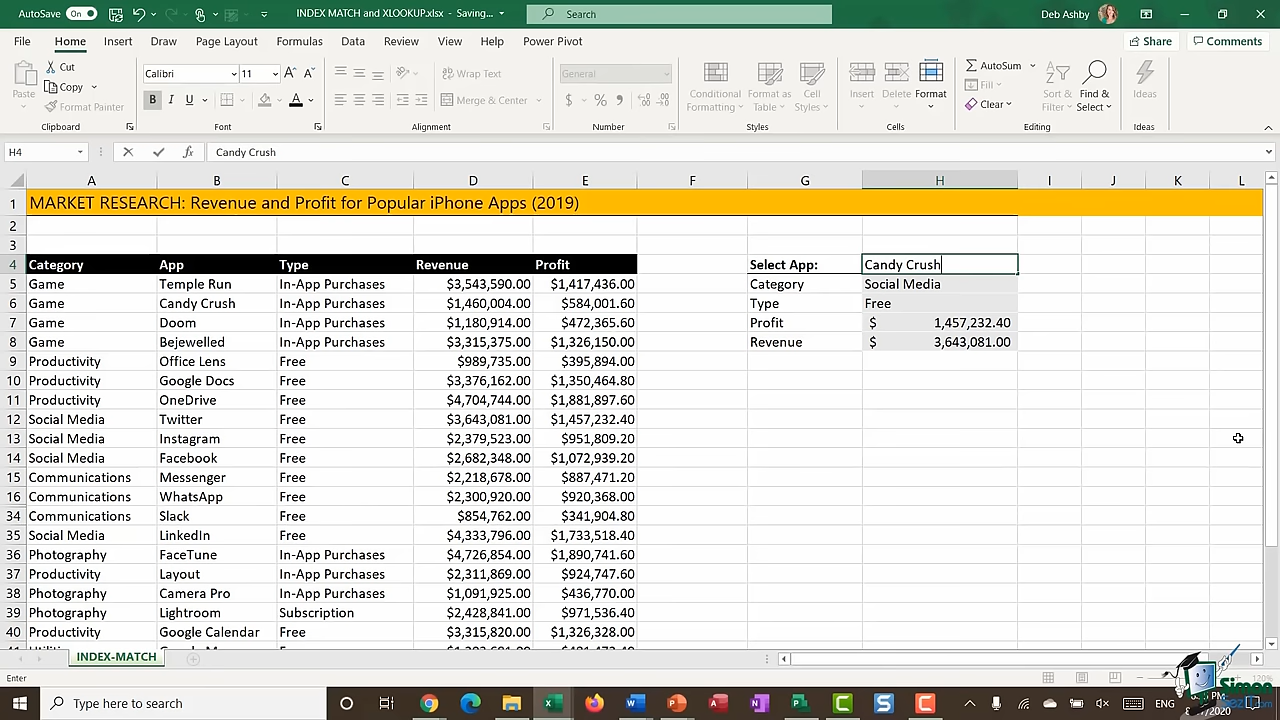 AutoSave On INDEX MATCH and XLOOKUP.xlsx - Saving... Search Deb Ashby
File Home Insert Draw Page Layout Formulas Data Review View Help Power Pivot Share Comments
Paste Cut Copy Format Painter Clipboard
Calibri 11 B I U A Font
Wrap Text Merge & Center Alignment
General $ % Number
Conditional Formatting Format as Table Cell Styles Styles
Insert Delete Format Cells
AutoSum Fill Clear Sort & Filter Find & Select Editing
Ideas Ideas
H4 fx Candy Crush
A B C D E F G H I J K L
1 MARKET RESEARCH: Revenue and Profit for Popular iPhone Apps (2019)
2
3
4 Category App Type Revenue Profit Select App: Candy Crush
5 Game Temple Run In-App Purchases $3,543,590.00 $1,417,436.00 Category Social Media
6 Game Candy Crush In-App Purchases $1,460,004.00 $584,001.60 Type Free
7 Game Doom In-App Purchases $1,180,914.00 $472,365.60 Profit $ 1,457,232.40
8 Game Bejewelled In-App Purchases $3,315,375.00 $1,326,150.00 Revenue $ 3,643,081.00
9 Productivity Office Lens Free $989,735.00 $395,894.00
10 Productivity Google Docs Free $3,376,162.00 $1,350,464.80
11 Productivity OneDrive Free $4,704,744.00 $1,881,897.60
12 Social Media Twitter Free $3,643,081.00 $1,457,232.40
13 Social Media Instagram Free $2,379,523.00 $951,809.20
14 Social Media Facebook Free $2,682,348.00 $1,072,939.20
15 Communications Messenger Free $2,218,678.00 $887,471.20
16 Communications WhatsApp Free $2,300,920.00 $920,368.00
34 Communications Slack Free $854,762.00 $341,904.80
35 Social Media LinkedIn Free $4,333,796.00 $1,733,518.40
36 Photography FaceTune In-App Purchases $4,726,854.00 $1,890,741.60
37 Productivity Layout In-App Purchases $2,311,869.00 $924,747.60
38 Photography Camera Pro In-App Purchases $1,091,925.00 $436,770.00
39 Photography Lightroom Subscription $2,428,841.00 $971,536.40
40 Productivity Google Calendar Free $3,315,820.00 $1,326,328.00
INDEX-MATCH
Enter 120%
Type here to search ENG